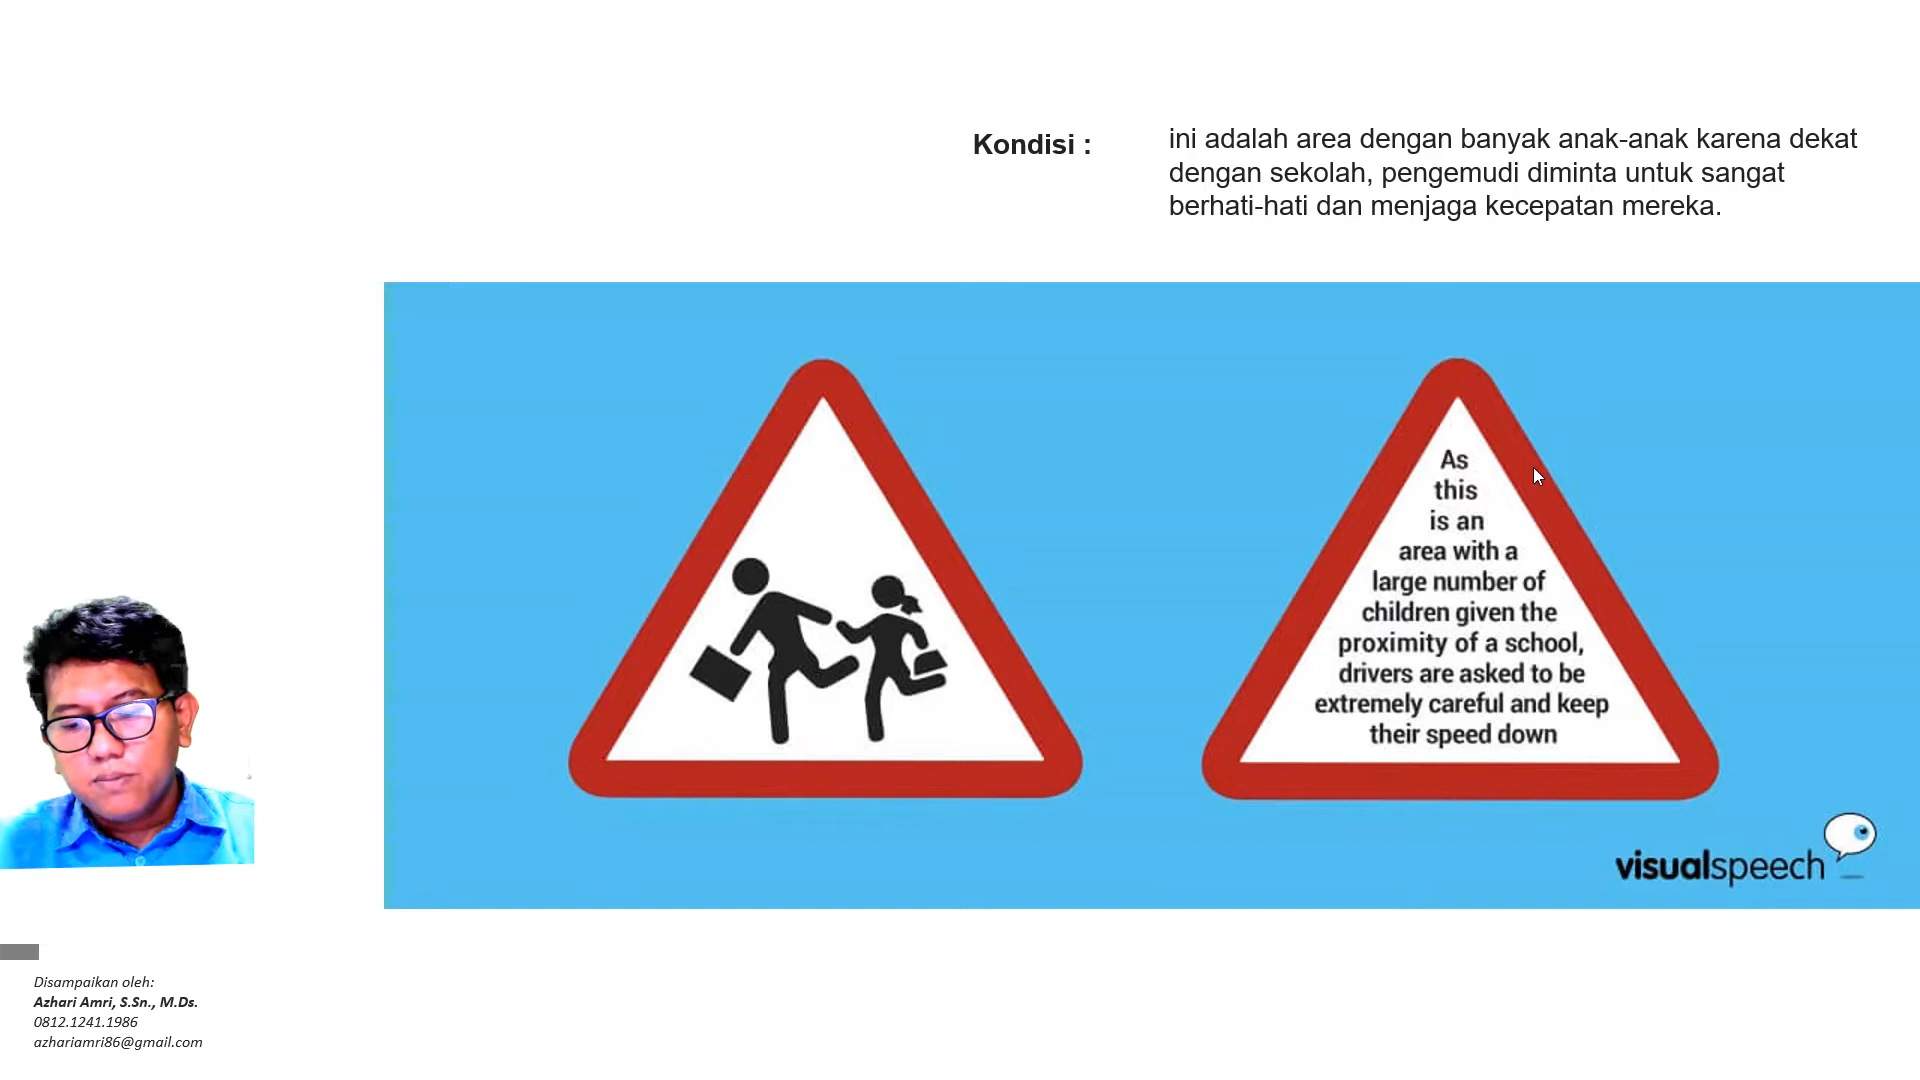 Kondisi :
ini adalah area dengan banyak anak-anak karena dekat
dengan sekolah, pengemudi diminta untuk sangat
berhati-hati dan menjaga kecepatan mereka.
As
this
is an
area with a
large number of
children given the
proximity of a school,
drivers are asked to be
extremely careful and keep
their speed down
visualspeech
Disampaikan oleh:
Azhari Amri, S.Sn., M.Ds.
0812.1241.1986
azhariamri86@gmail.com